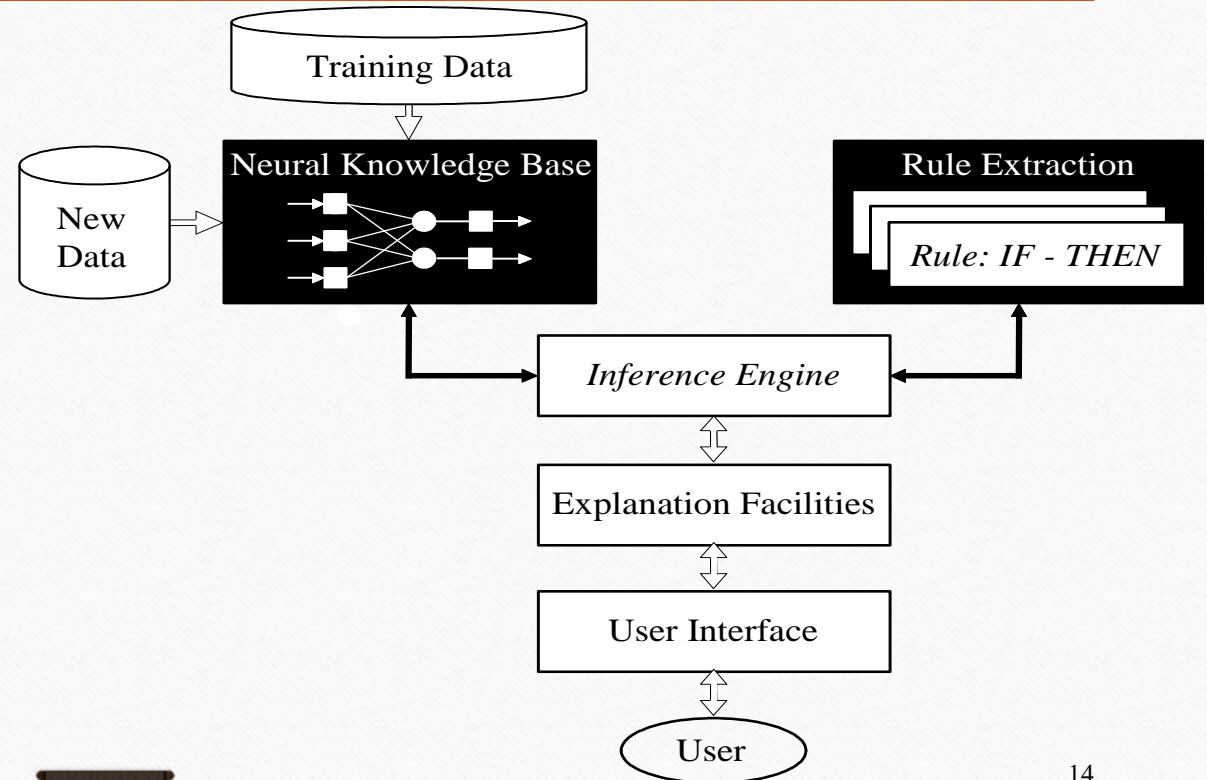 Training Data
Neural Knowledge Base
Rule Extraction
New
Data
Rule: IF - THEN
Inference Engine
Explanation Facilities
User Interface
User
14